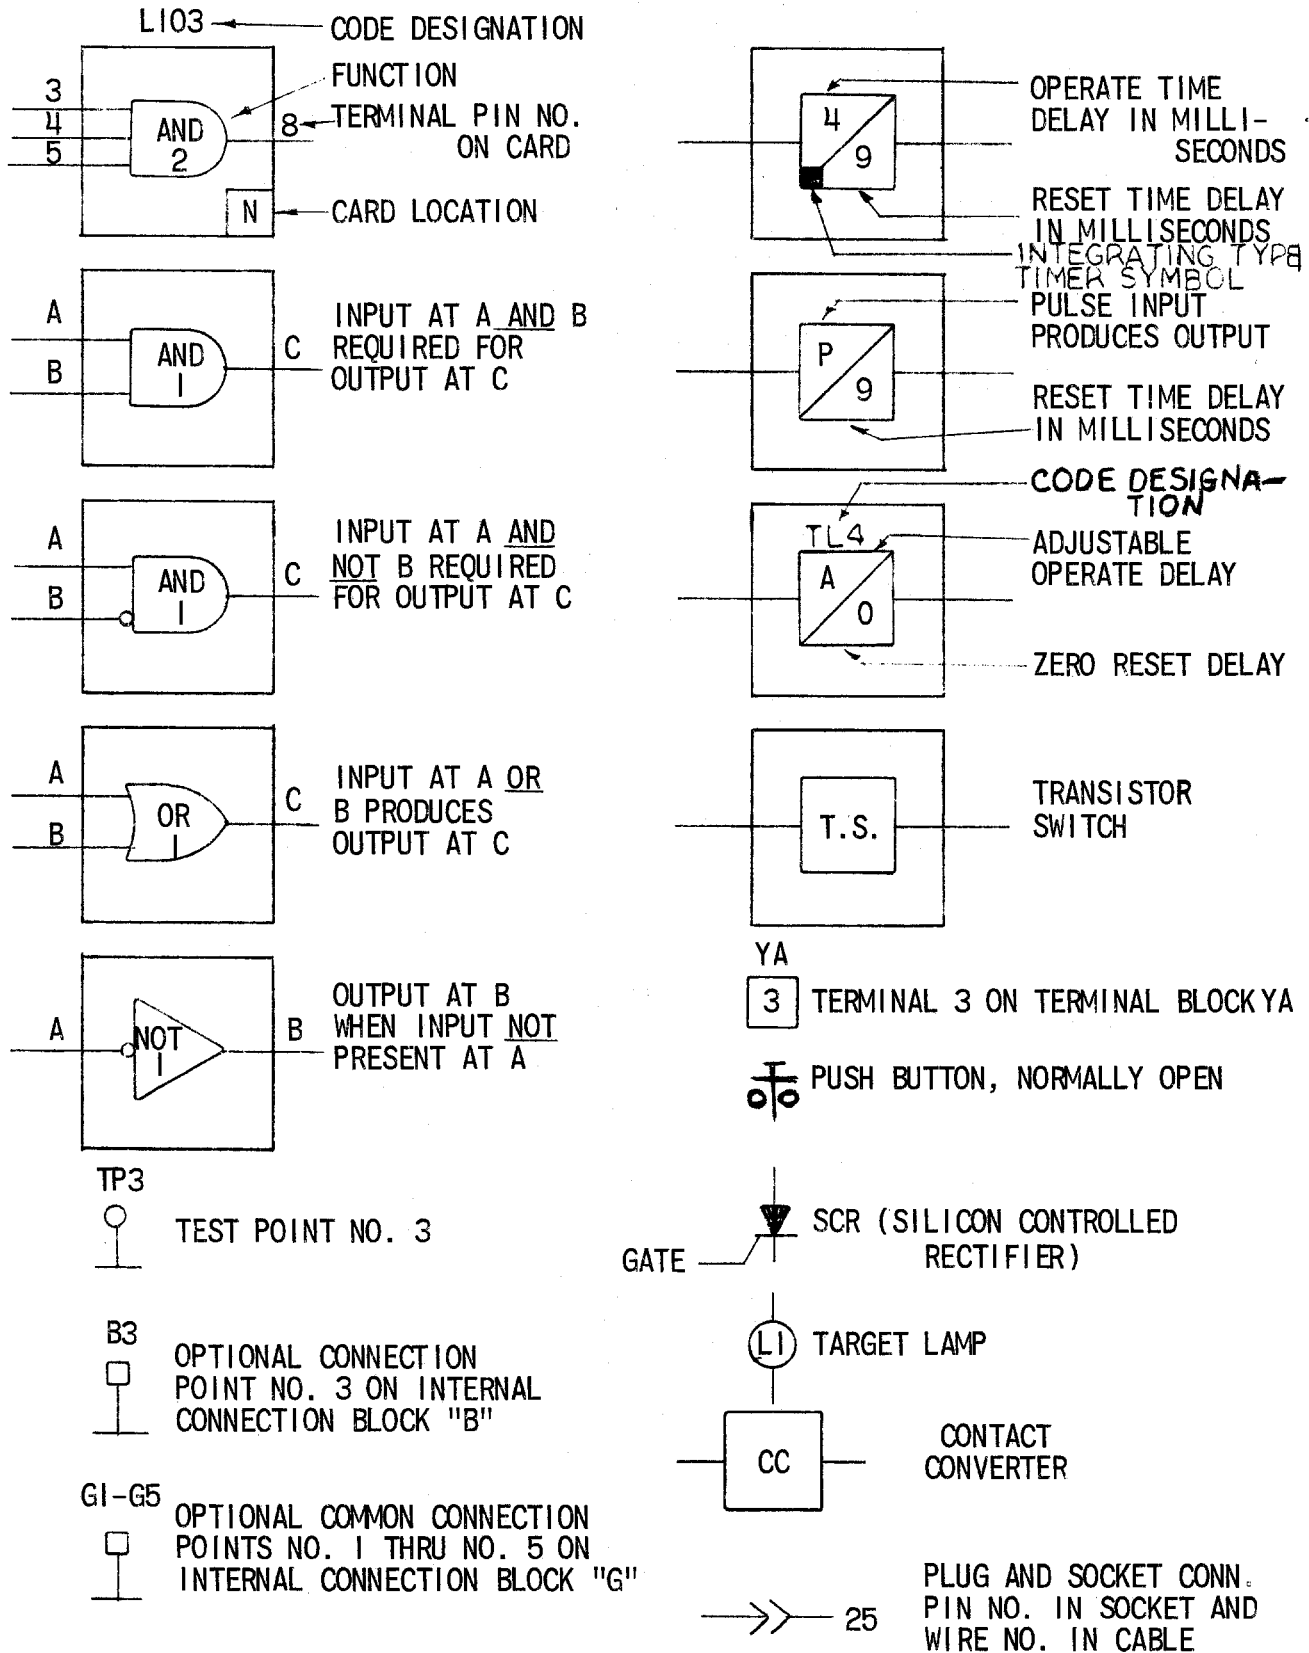 L103 CODE DESIGNATION
FUNCTION
3
4
5
AND
2
8
TERMINAL PIN NO.
ON CARD
N
CARD LOCATION
A
B
AND
1
C
INPUT AT A AND B
REQUIRED FOR
OUTPUT AT C
A
B
AND
1
C
INPUT AT A AND
NOT B REQUIRED
FOR OUTPUT AT C
A
B
OR
1
C
INPUT AT A OR
B PRODUCES
OUTPUT AT C
A
NOT
1
B
OUTPUT AT B
WHEN INPUT NOT
PRESENT AT A
TP3
TEST POINT NO. 3
B3
OPTIONAL CONNECTION
POINT NO. 3 ON INTERNAL
CONNECTION BLOCK "B"
G1-G5
OPTIONAL COMMON CONNECTION
POINTS NO. 1 THRU NO. 5 ON
INTERNAL CONNECTION BLOCK "G"
4
9
OPERATE TIME
DELAY IN MILLI-
SECONDS
RESET TIME DELAY
IN MILLISECONDS
INTEGRATING TYPE
TIMER SYMBOL
P
9
PULSE INPUT
PRODUCES OUTPUT
RESET TIME DELAY
IN MILLISECONDS
CODE DESIGNA-
TION
TL4
A
0
ADJUSTABLE
OPERATE DELAY
ZERO RESET DELAY
T.S.
TRANSISTOR
SWITCH
YA
3 TERMINAL 3 ON TERMINAL BLOCK YA
PUSH BUTTON, NORMALLY OPEN
GATE
SCR (SILICON CONTROLLED
RECTIFIER)
L1 TARGET LAMP
CC
CONTACT
CONVERTER
25
PLUG AND SOCKET CONN.
PIN NO. IN SOCKET AND
WIRE NO. IN CABLE